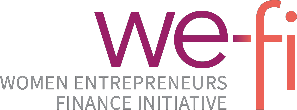 we-fi
WOMEN ENTREPRENEURS
FINANCE INITIATIVE